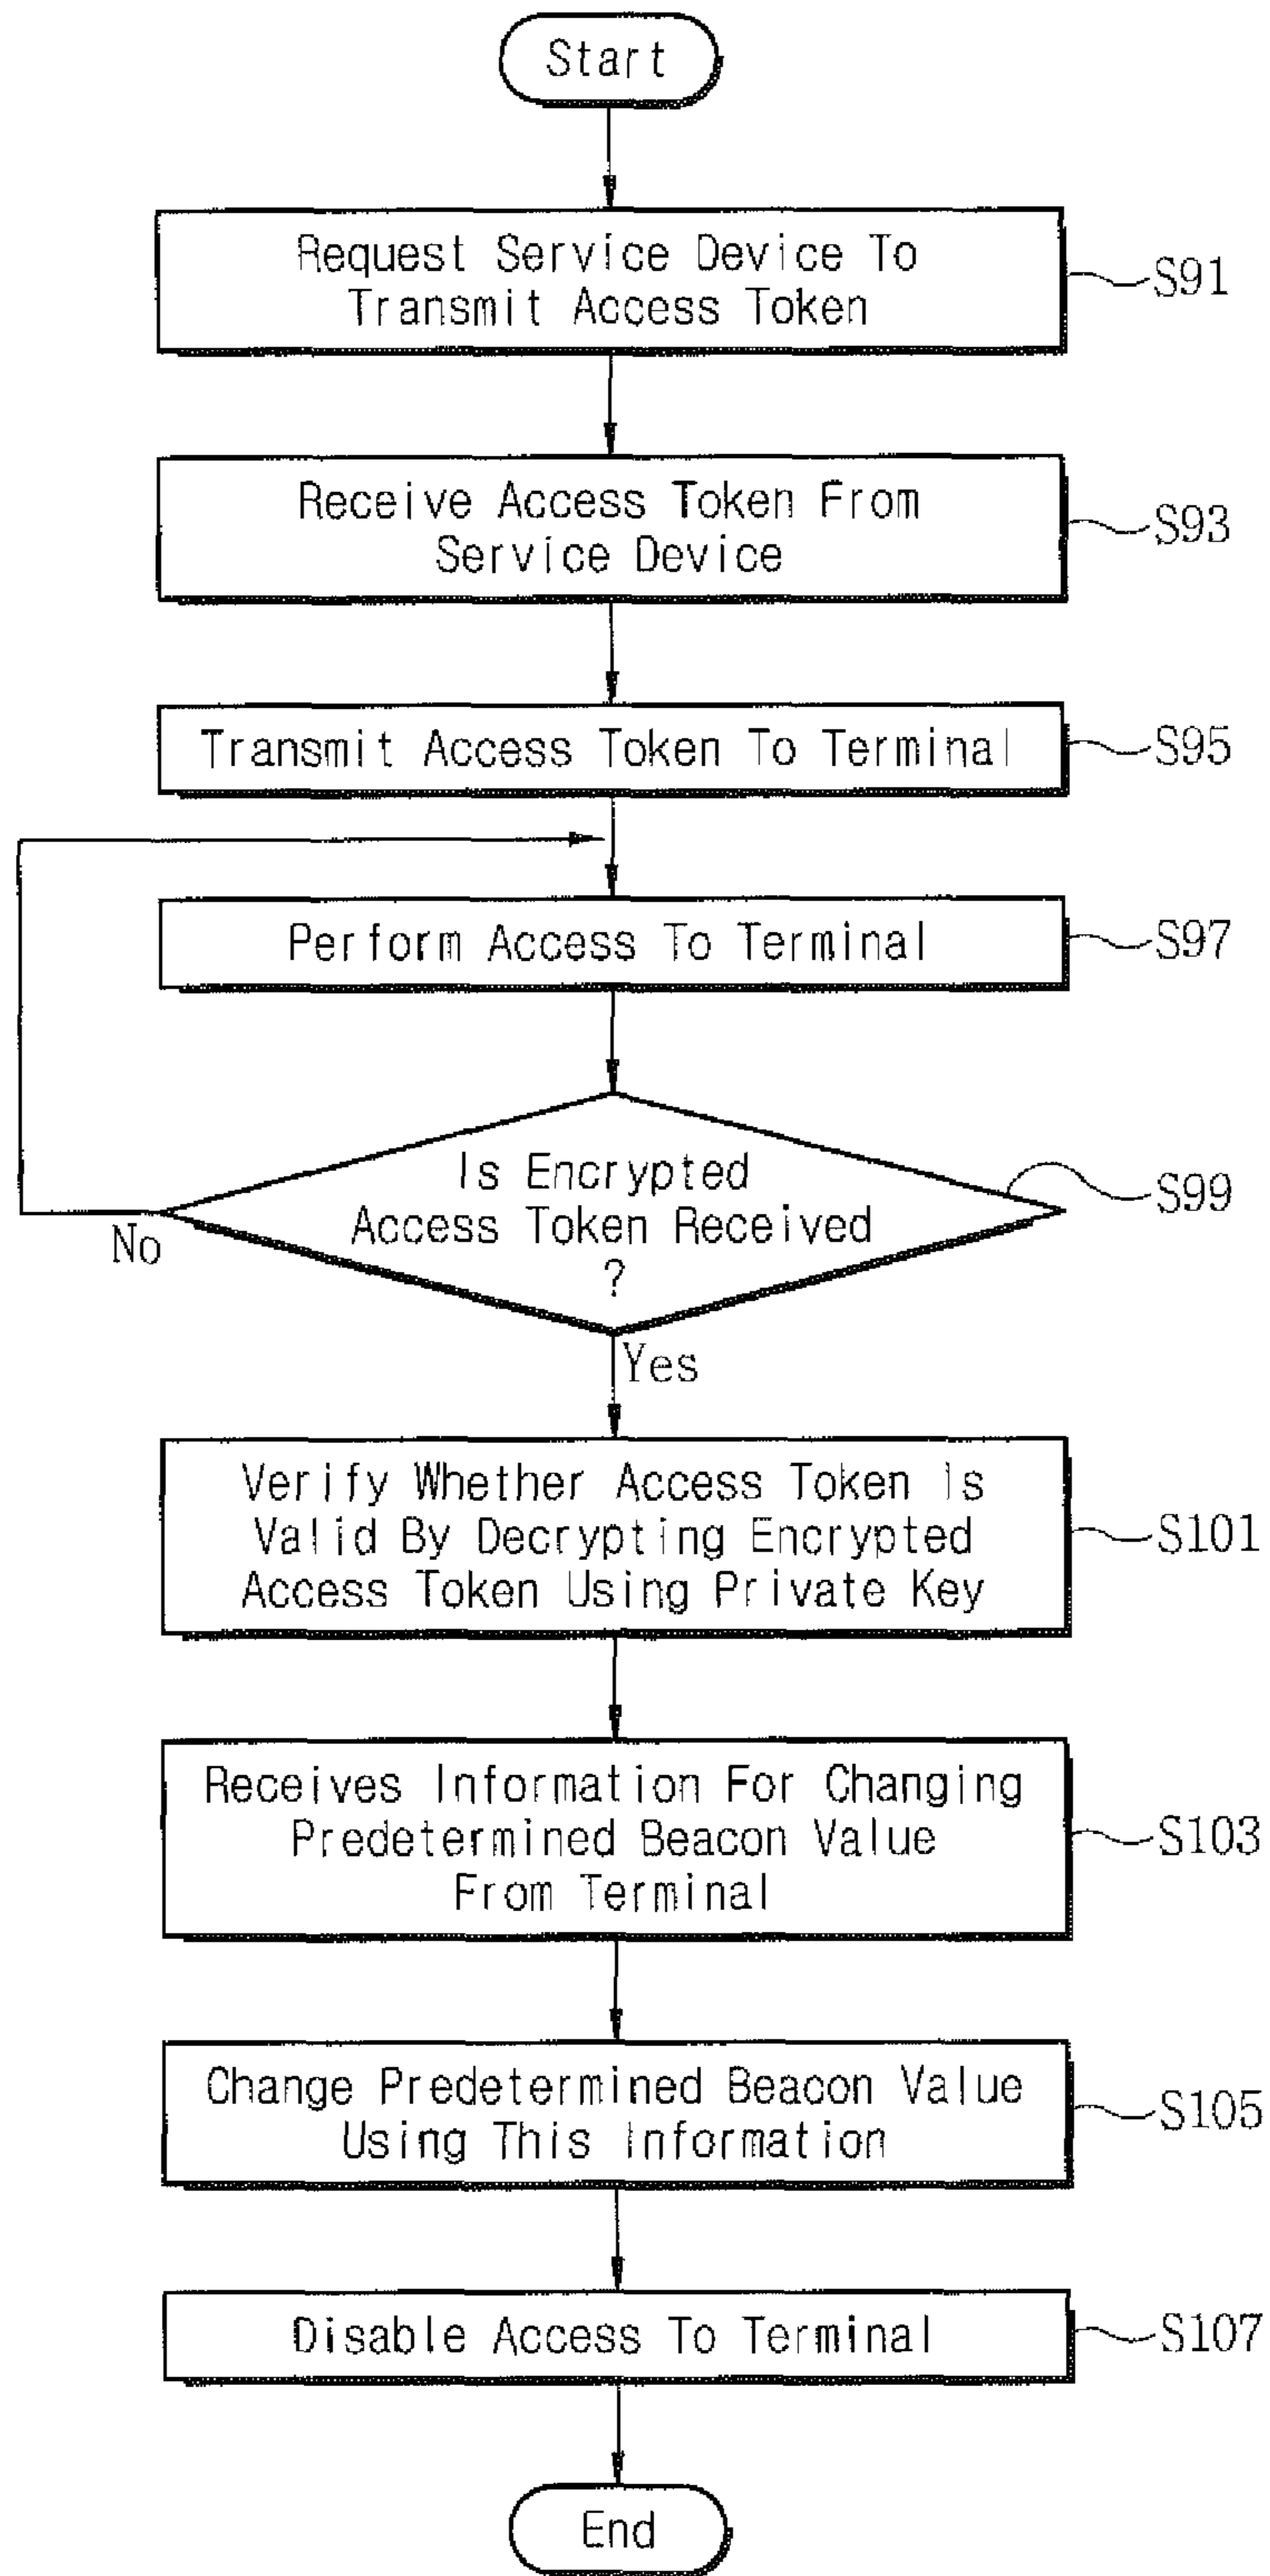 Start
Request Service Device To
Transmit Access Token
S91
Receive Access Token From
Service Device
S93
Transmit Access Token To Terminal
S95
Perform Access To Terminal
S97
Is Encrypted
Access Token Received
?
S99
No
Yes
Verify Whether Access Token Is
Valid By Decrypting Encrypted
Access Token Using Private Key
S101
Receives Information For Changing
Predetermined Beacon Value
From Terminal
S103
Change Predetermined Beacon Value
Using This Information
S105
Disable Access To Terminal
S107
End